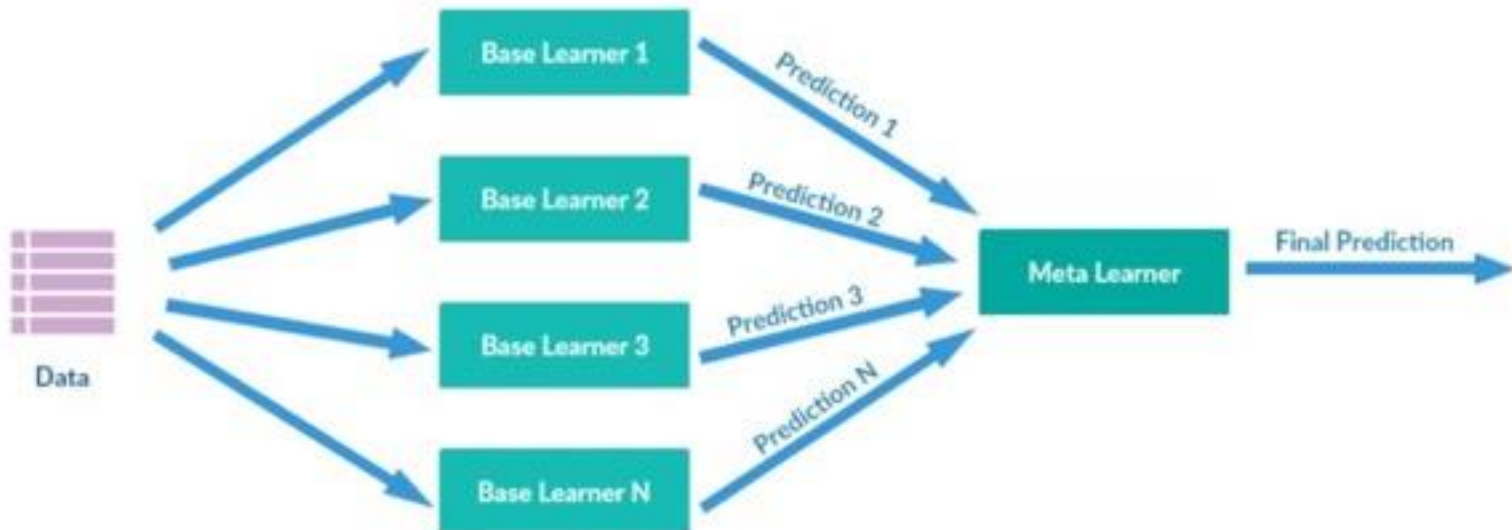 Base Learner 1
Prediction 1
Base Learner 2
Prediction 2
Final Prediction
Meta Learner
Prediction 3
Base Learner 3
Data
Prediction N
Base Learner N